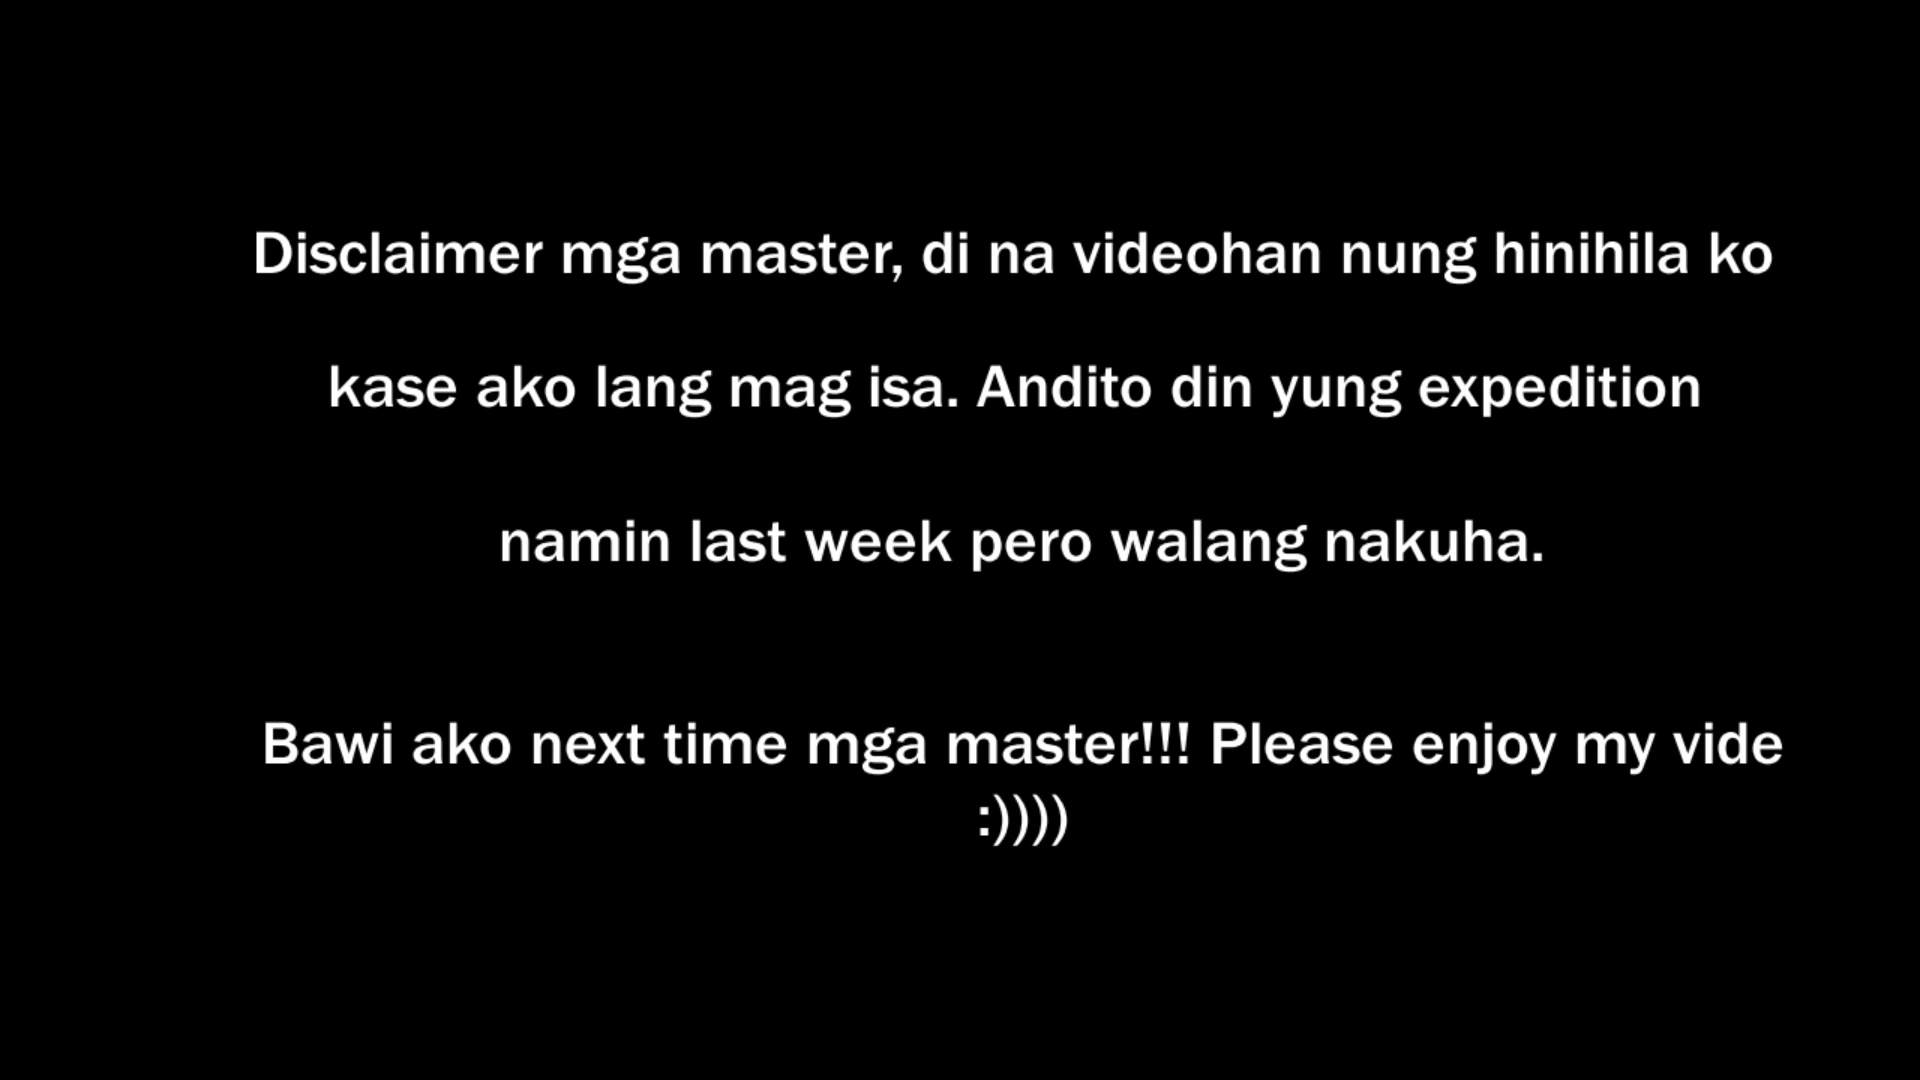 Disclaimer mga master, di na videohan nung hinihila ko
kase ako lang mag isa. Andito din yung expedition
namin last week pero walang nakuha.
Bawi ako next time mga master!!! Please enjoy my vide
:))))